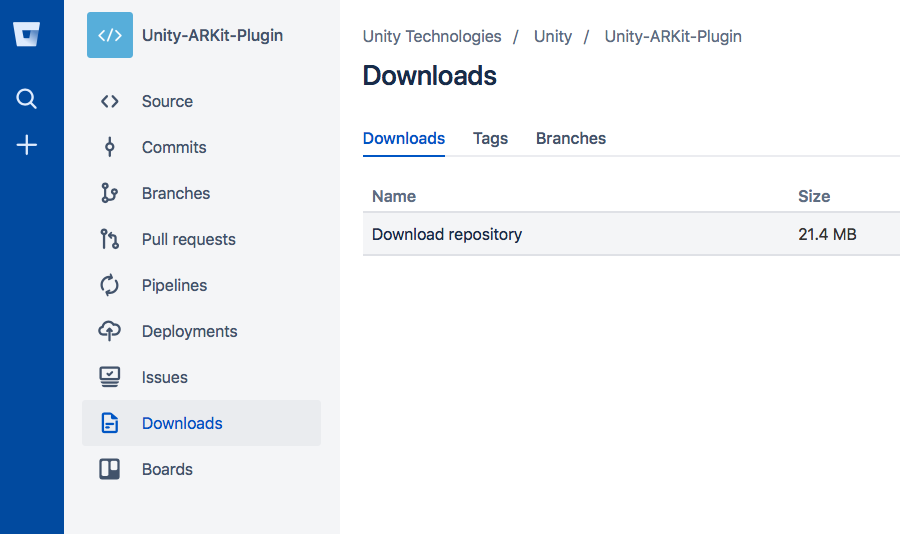 Unity-ARKit-Plugin
Source
Commits
Branches
Pull requests
Pipelines
Deployments
Issues
Downloads
Boards
Unity Technologies / Unity / Unity-ARKit-Plugin
Downloads
Downloads Tags Branches
Name Size
Download repository 21.4 MB